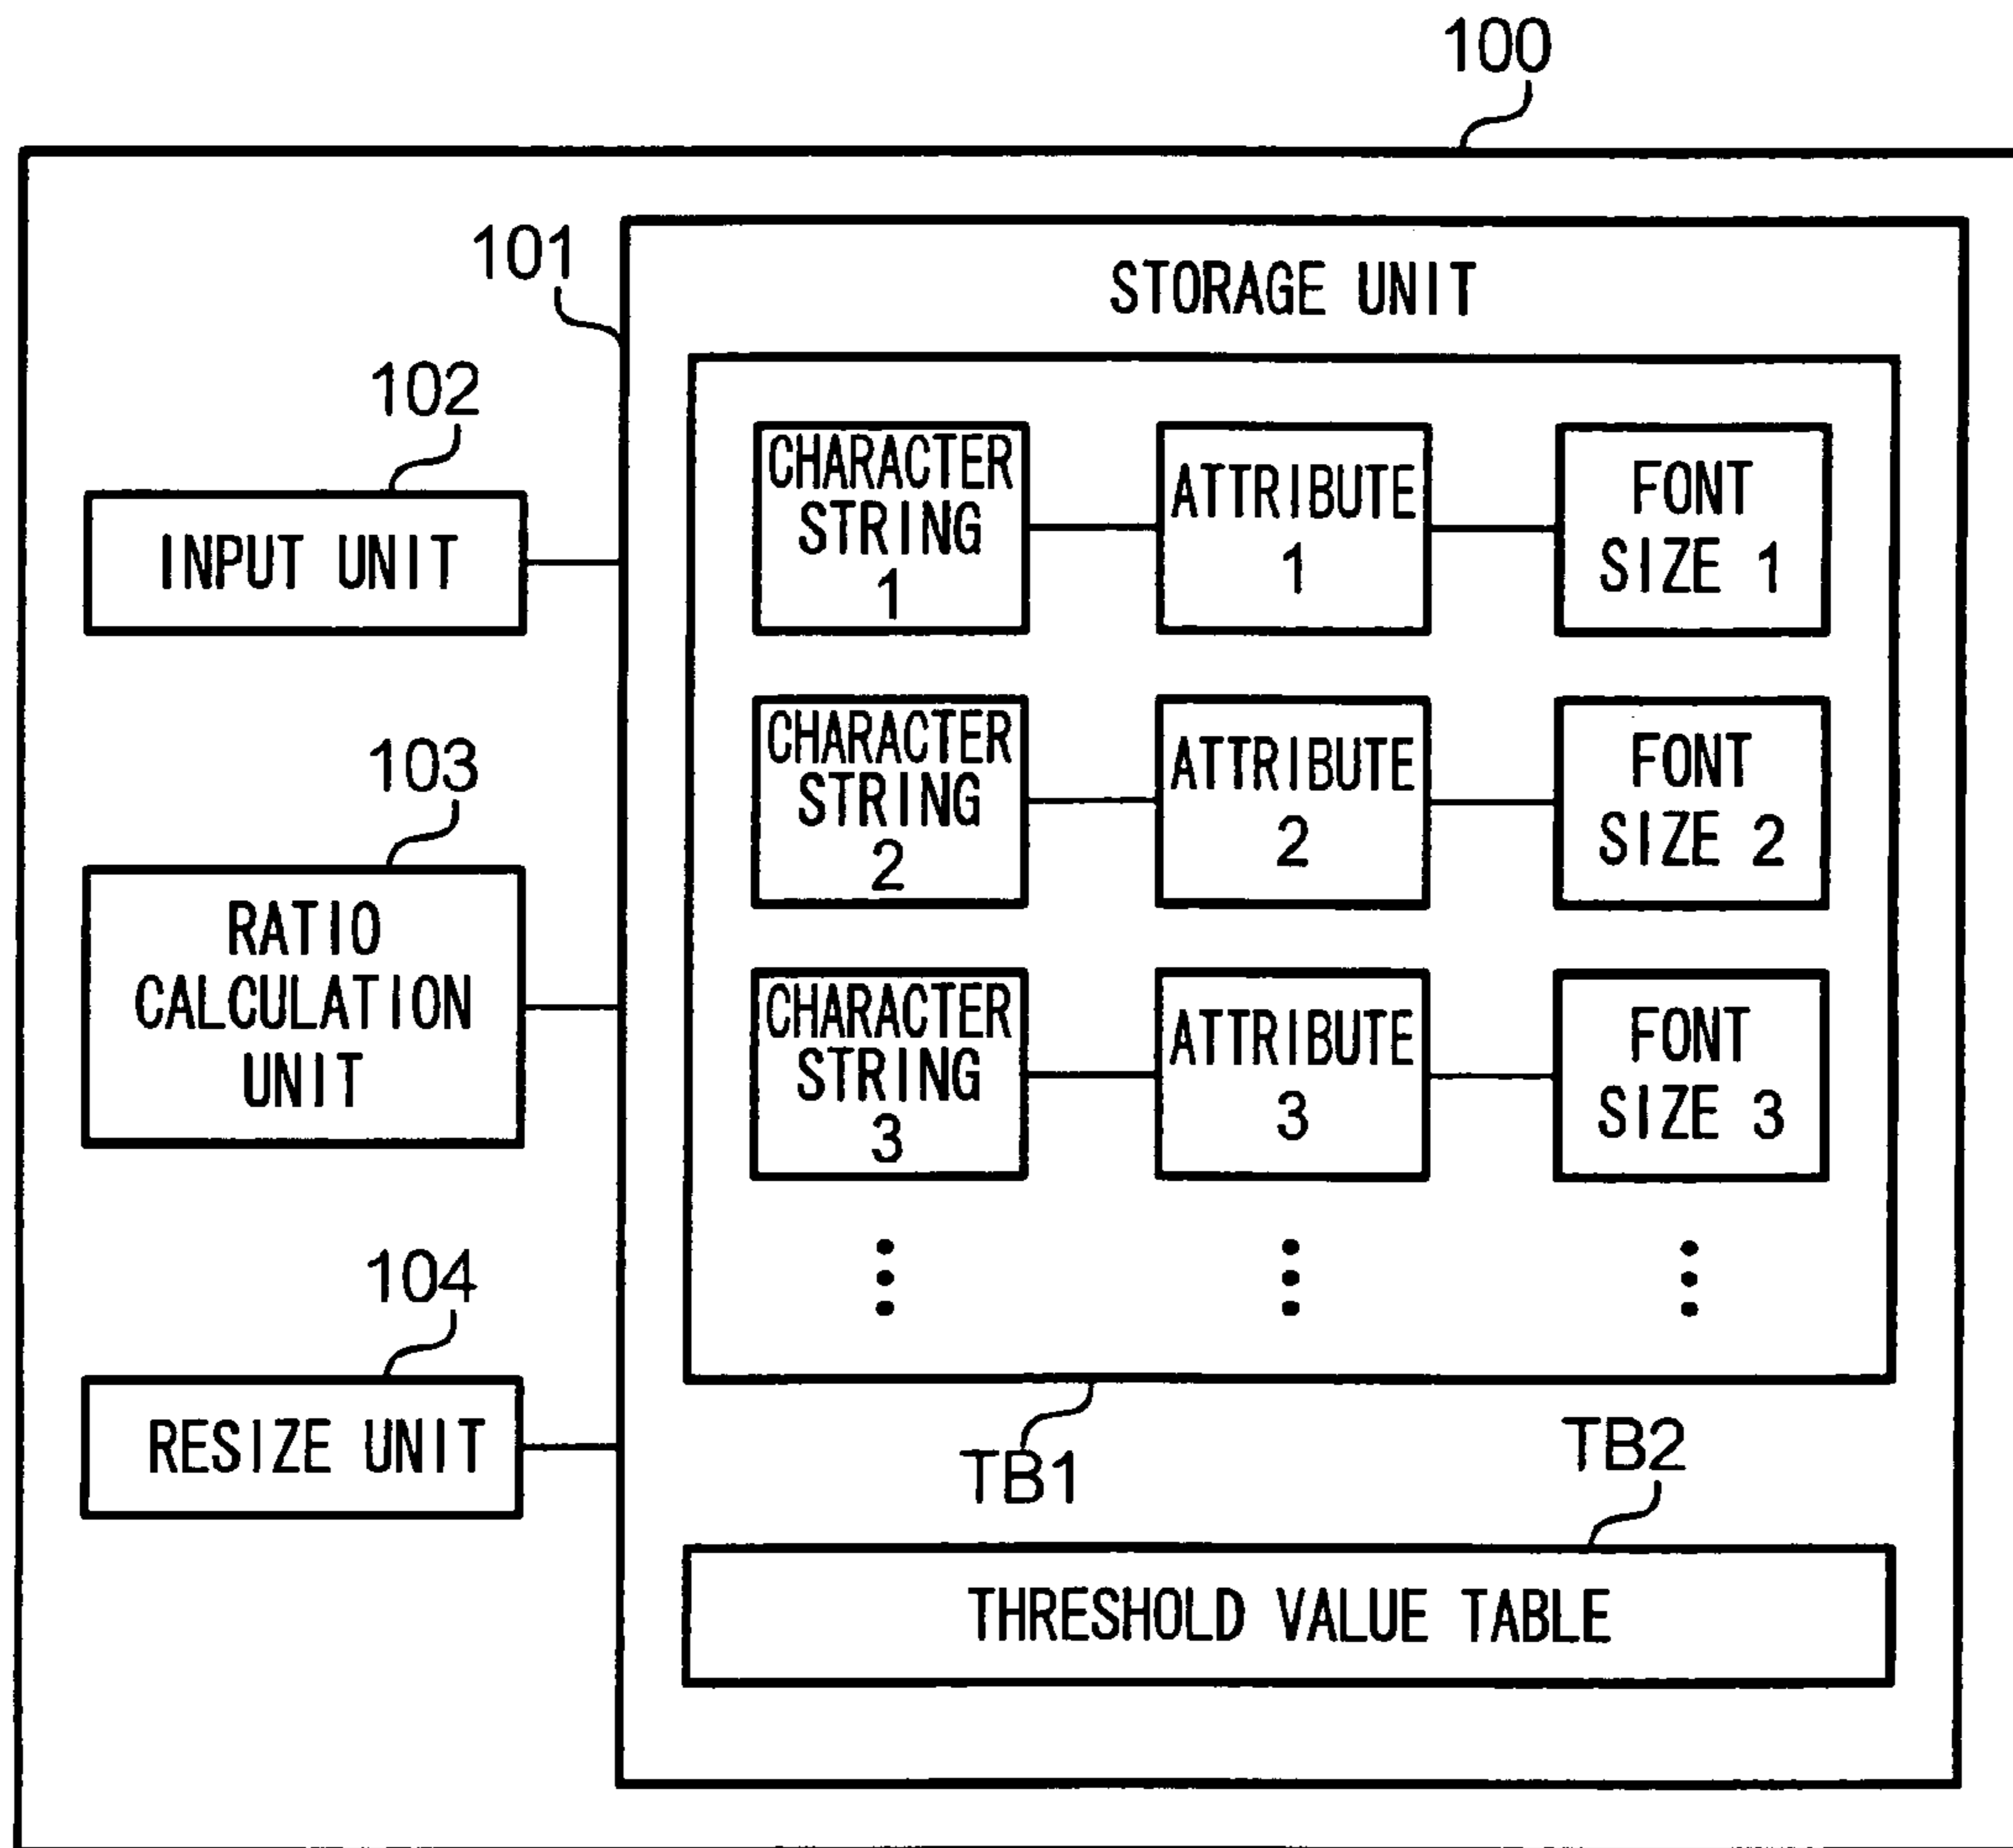 100
101
STORAGE UNIT
102
INPUT UNIT
103
RATIO
CALCULATION
UNIT
104
RESIZE UNIT
CHARACTER
STRING
1
ATTRIBUTE
1
FONT
SIZE 1
CHARACTER
STRING
2
ATTRIBUTE
2
FONT
SIZE 2
CHARACTER
STRING
3
ATTRIBUTE
3
FONT
SIZE 3
TB1
TB2
THRESHOLD VALUE TABLE